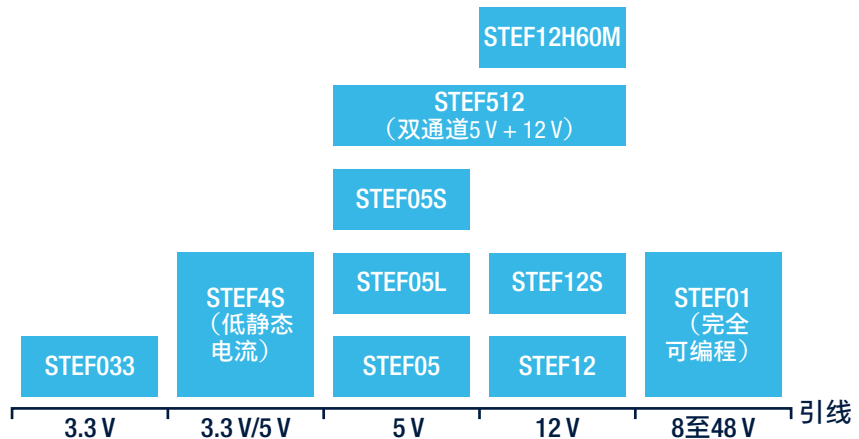 STEF12H60M
STEF512
（双通道5 V + 12 V）
STEF05S
STEF4S
（低静态
电流）
STEF05L
STEF12S
STEF01
（完全
可编程）
STEF033
STEF05
STEF12
3.3 V
3.3 V/5 V
5 V
12 V
8至48 V
引线